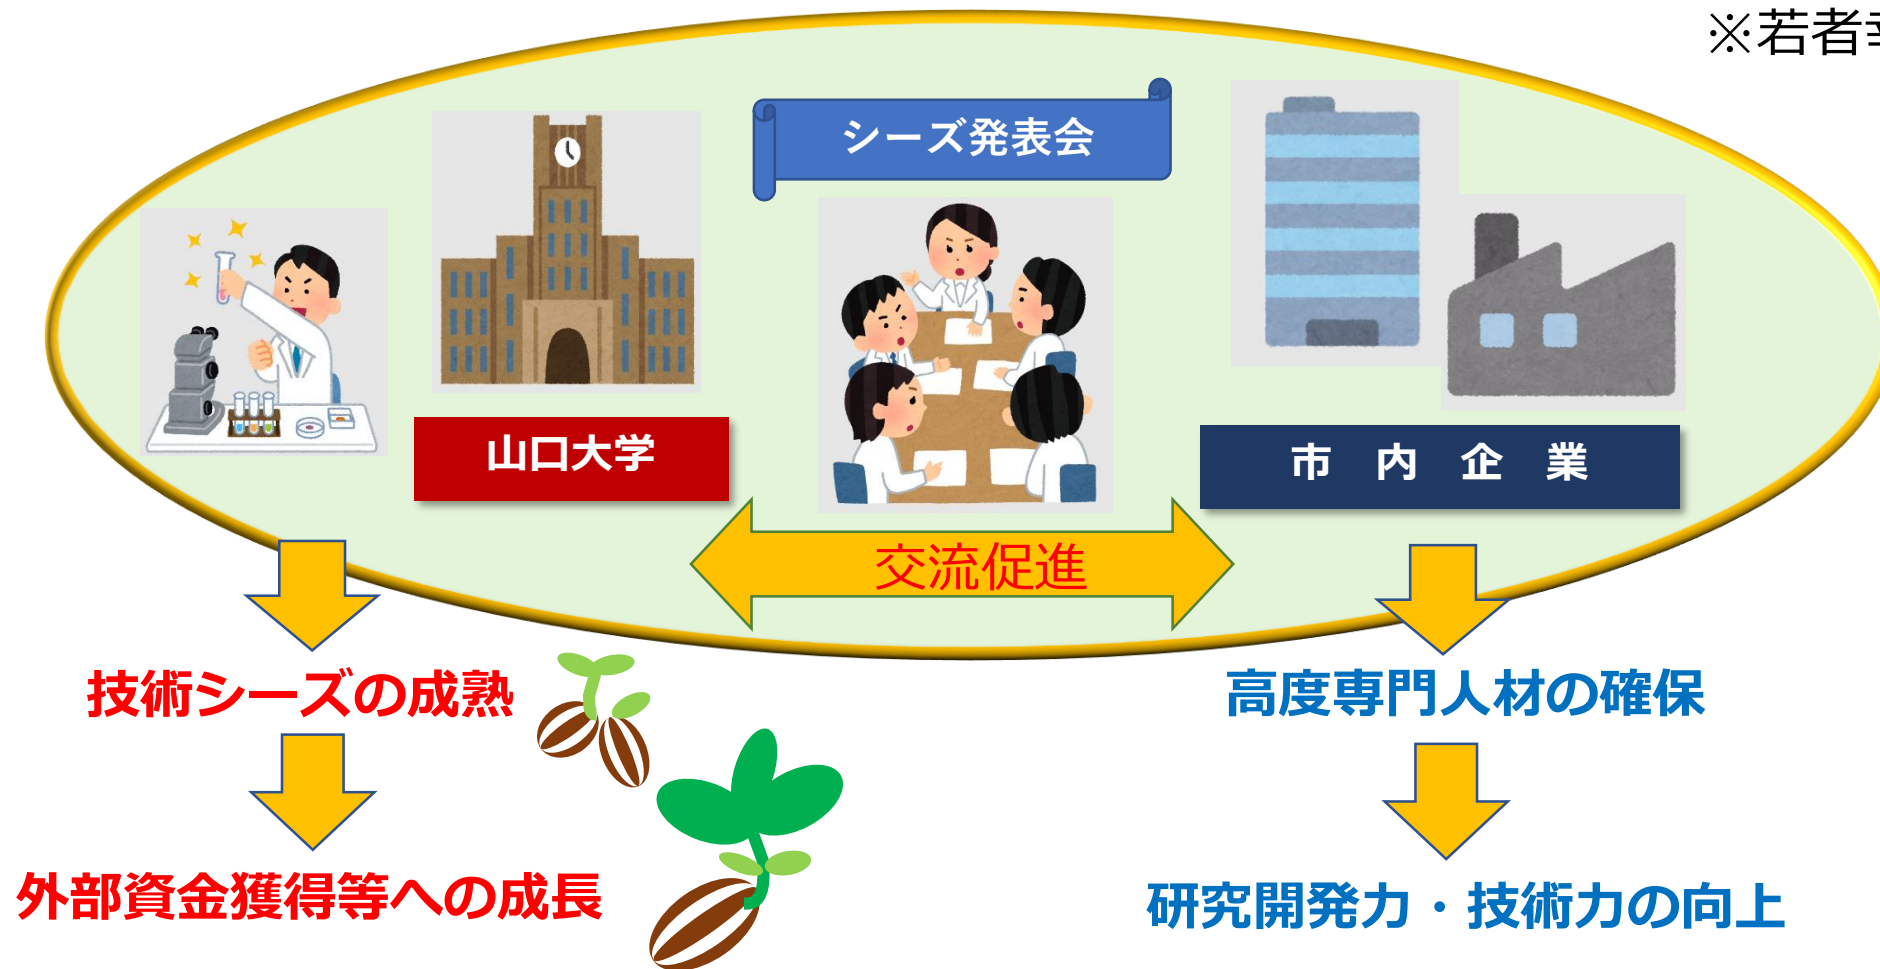 ※若者
シーズ発表会
山口大学
市内企業
交流促進
技術シーズの成熟
高度専門人材の確保
外部資金獲得等への成長
研究開発力・技術力の向上